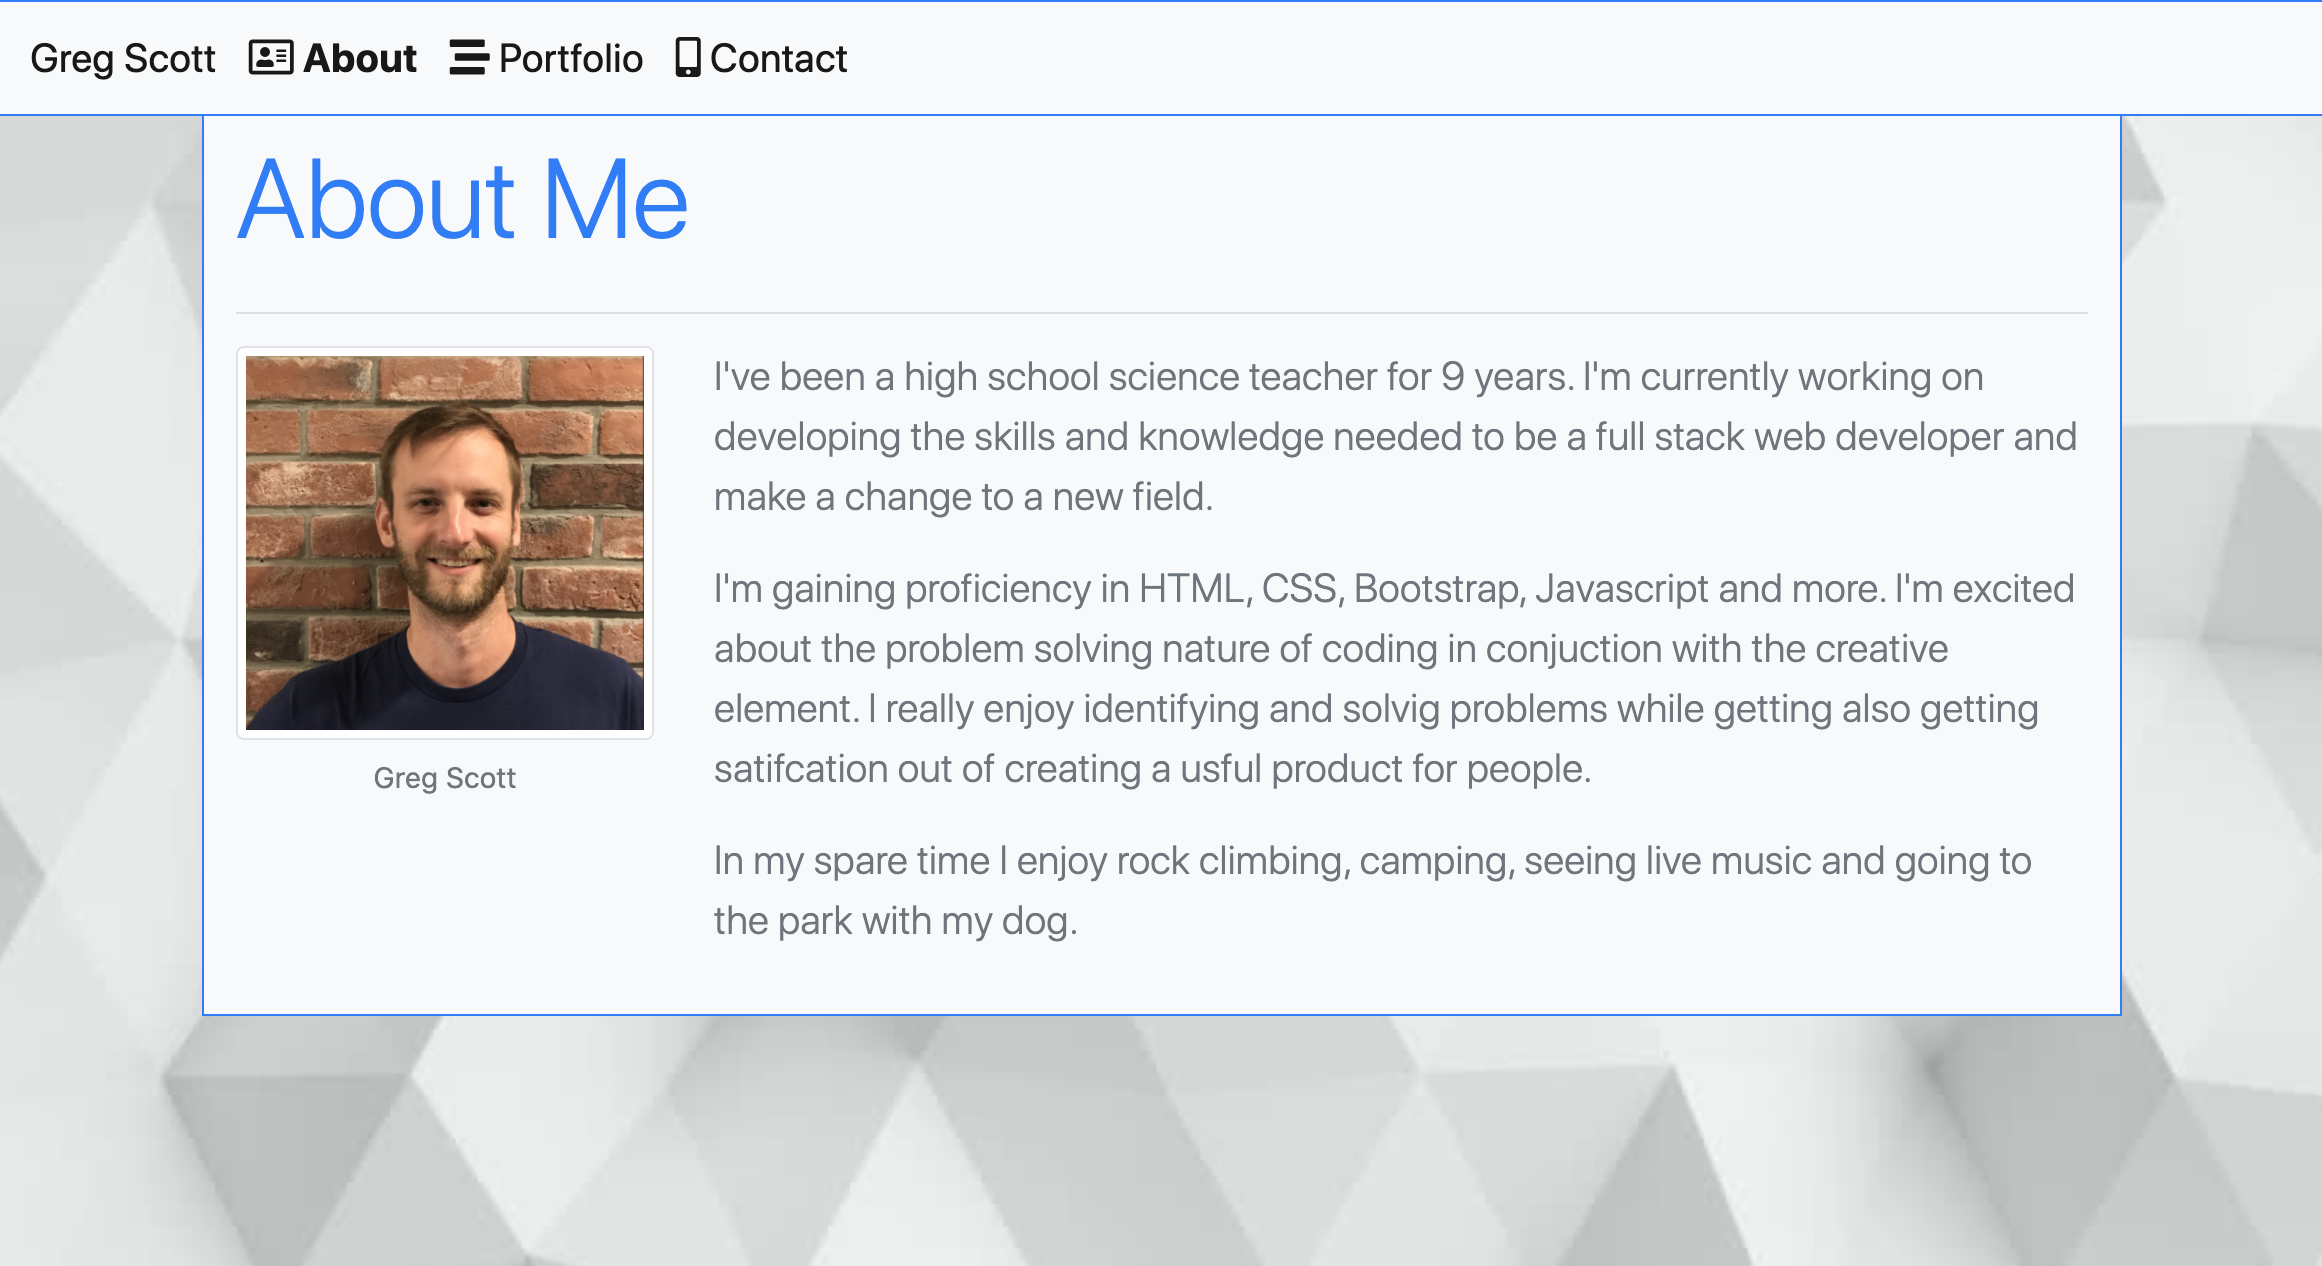 Greg Scott About Portfolio Contact
About Me
I've been a high school science teacher for 9 years. I'm currently working on
developing the skills and knowledge needed to be a full stack web developer and
make a change to a new field.
I'm gaining proficiency in HTML, CSS, Bootstrap, Javascript and more. I'm excited
about the problem solving nature of coding in conjuction with the creative
element. I really enjoy identifying and solvig problems while getting also getting
satifcation out of creating a usful product for people.
In my spare time I enjoy rock climbing, camping, seeing live music and going to
the park with my dog.
Greg Scott